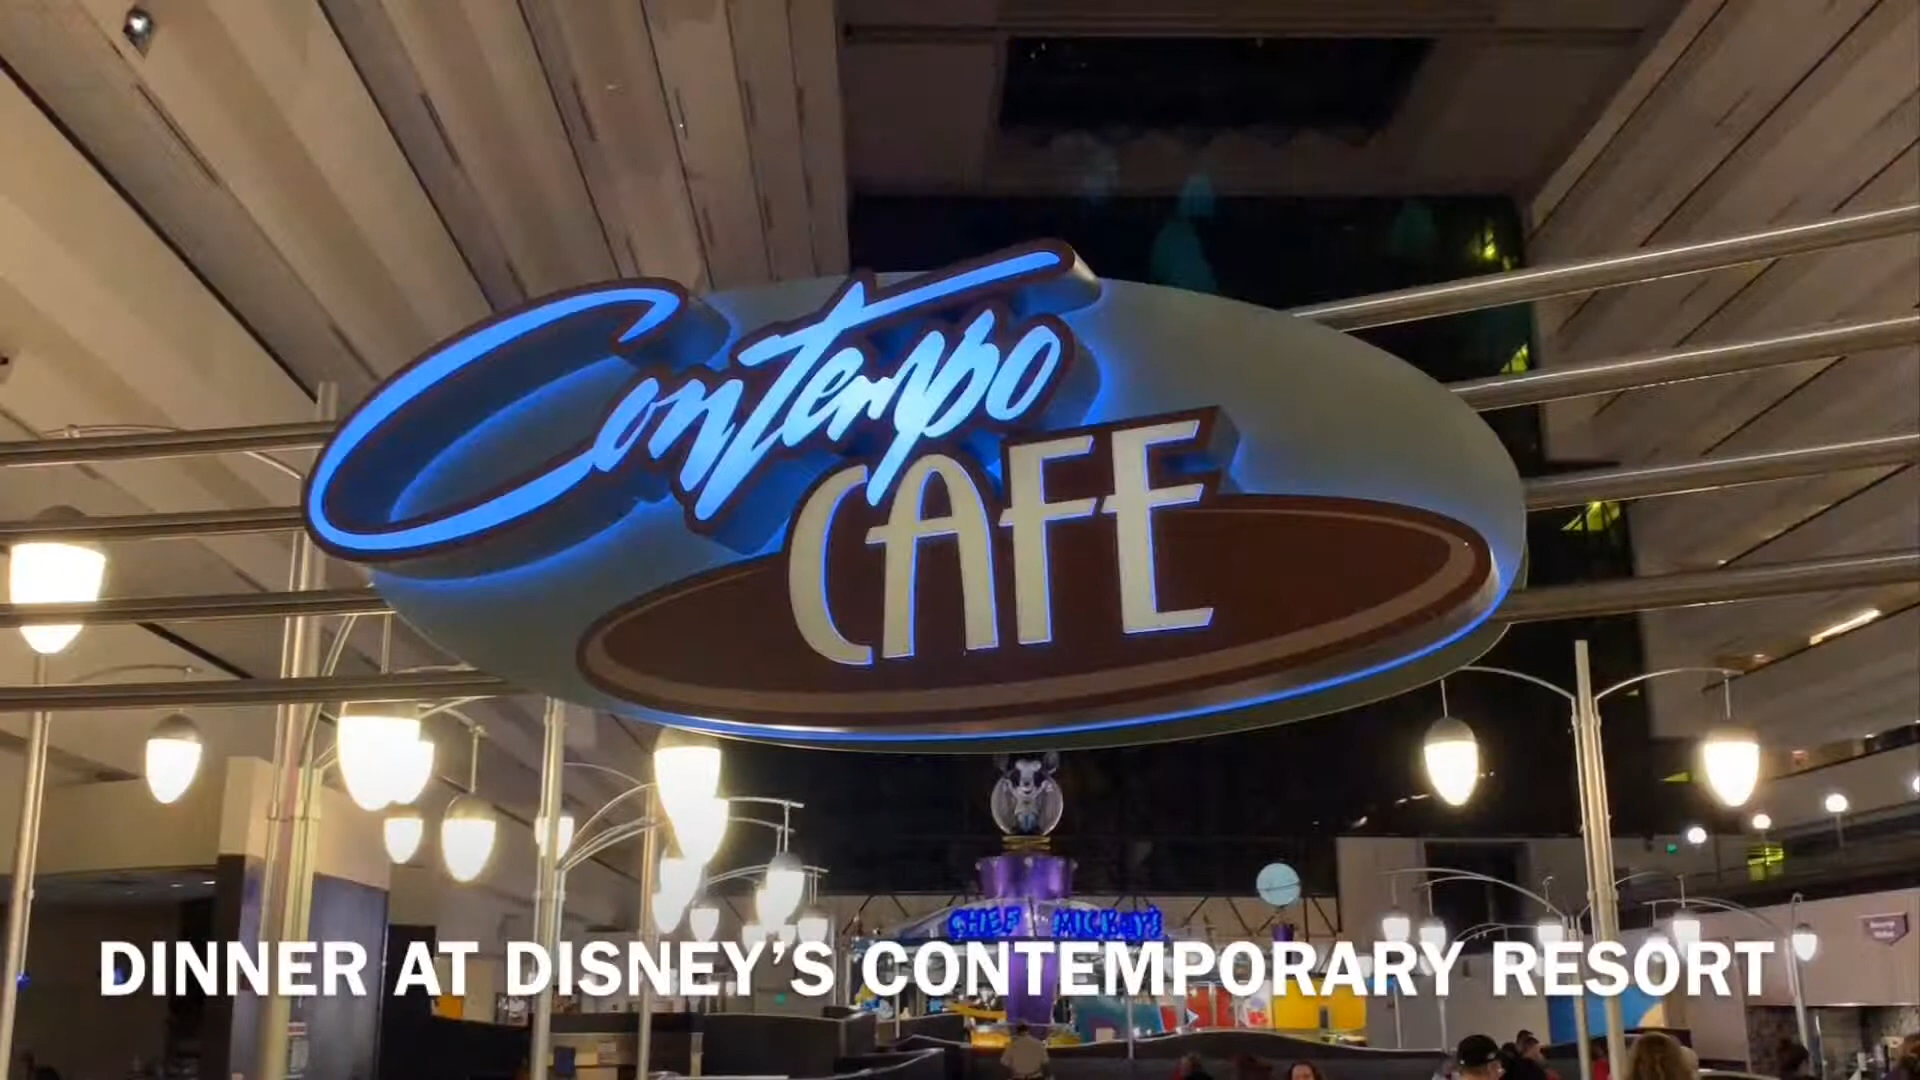 Contempo
CAFE
CHEF MICKEY'S
DINNER AT DISNEY’S CONTEMPORARY RESORT